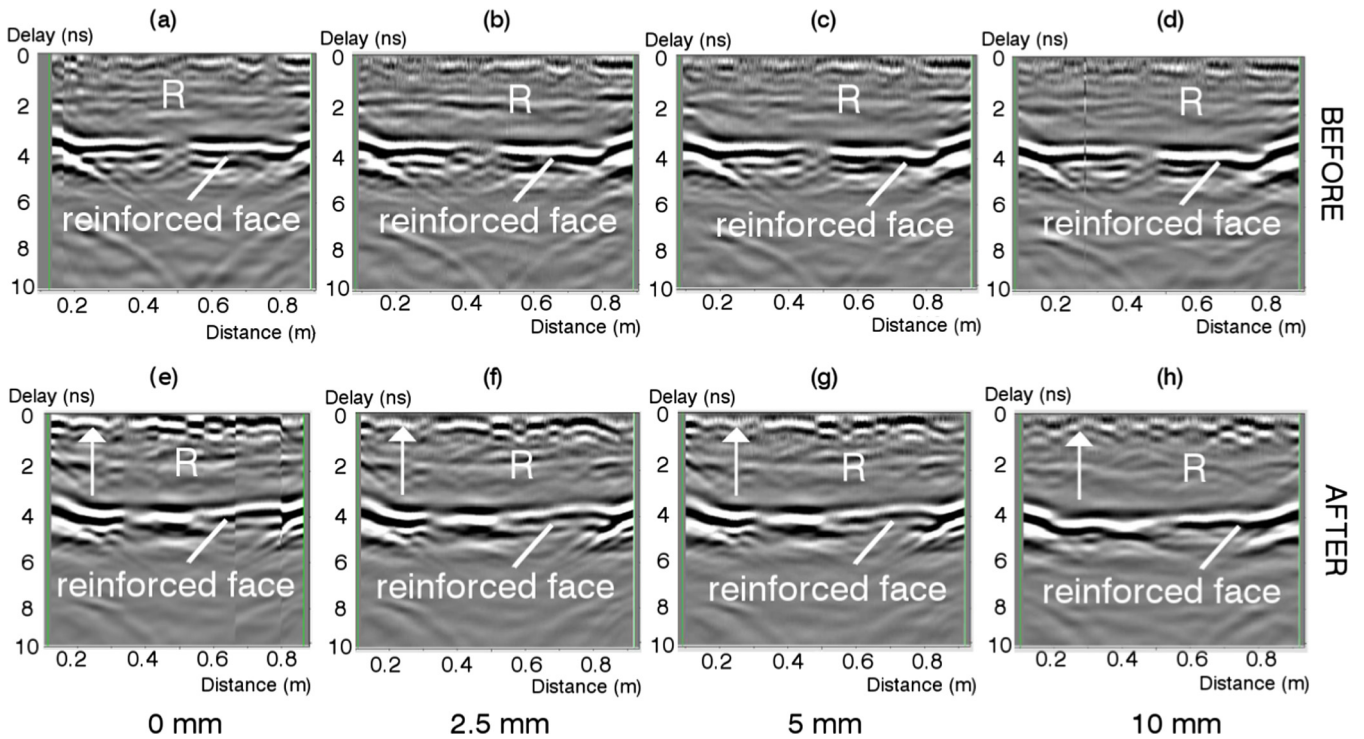 (a) (b) (c) (d)
Delay (ns) Delay (ns) Delay (ns) Delay (ns)
0 0 0 0
R R R R
2 2 2 2
4 4 4 4
6 6 6 6
reinforced face reinforced face reinforced face reinforced face
8 8 8 8
10 10 10 10
0.2 0.4 0.6 0.8 0.2 0.4 0.6 0.8 0.2 0.4 0.6 0.8 0.2 0.4 0.6 0.8
Distance (m) Distance (m) Distance (m) Distance (m)
BEFORE
(e) (f) (g) (h)
Delay (ns) Delay (ns) Delay (ns) Delay (ns)
0 0 0 0
R R R R
2 2 2 2
4 4 4 4
6 6 6 6
reinforced face reinforced face reinforced face reinforced face
8 8 8 8
10 10 10 10
0.2 0.4 0.6 0.8 0.2 0.4 0.6 0.8 0.2 0.4 0.6 0.8 0.2 0.4 0.6 0.8
Distance (m) Distance (m) Distance (m) Distance (m)
AFTER
0 mm 2.5 mm 5 mm 10 mm